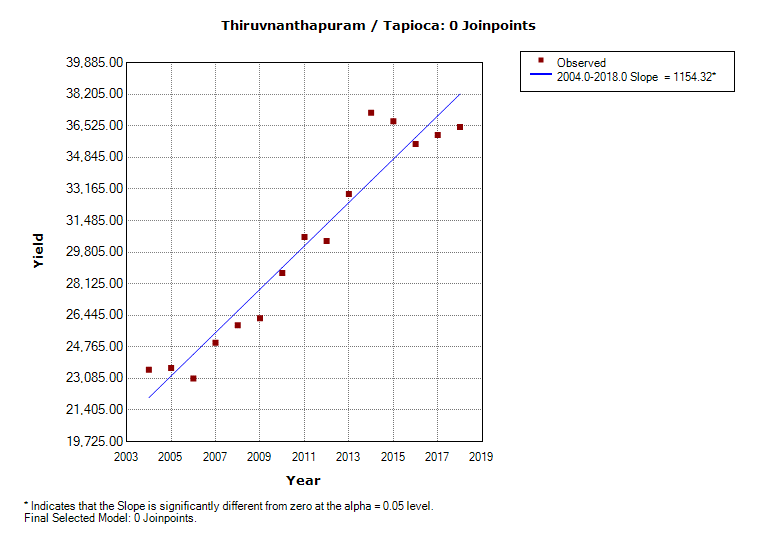 Thiruvnanthapuram / Tapioca: 0 Joinpoints
Observed
2004.0-2018.0 Slope = 1154.32*
39,885.00
38,205.00
36,525.00
34,845.00
33,165.00
31,485.00
29,805.00
28,125.00
26,445.00
24,765.00
23,085.00
21,405.00
19,725.00
Yield
2003 2005 2007 2009 2011 2013 2015 2017 2019
Year
* Indicates that the Slope is significantly different from zero at the alpha = 0.05 level.
Final Selected Model: 0 Joinpoints.